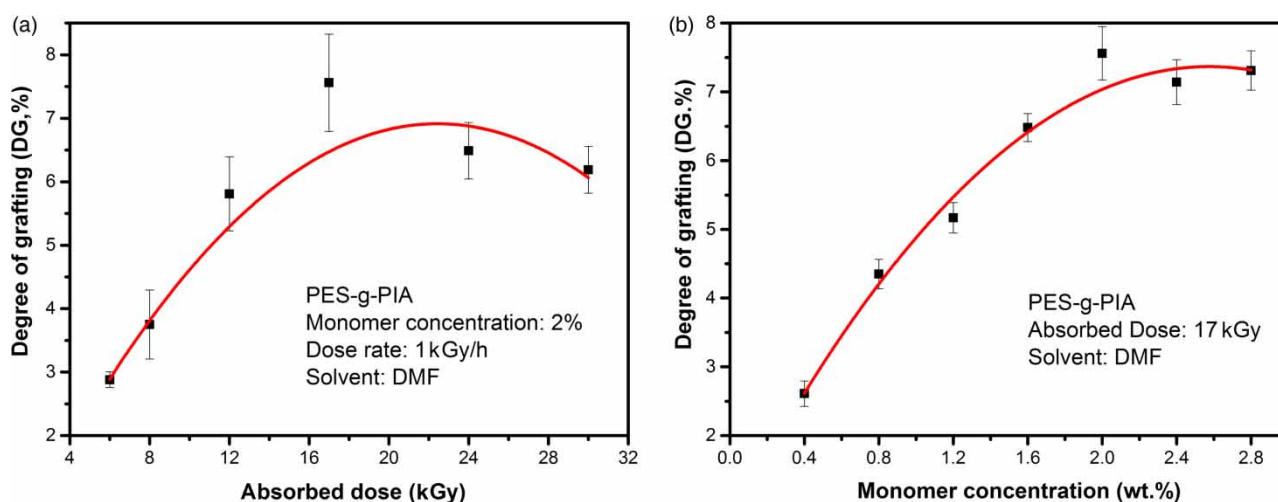 (a)
Degree of grafting (DG,%)
8
7
6
5
4
3
2
4
8
12
16
20
24
28
32
Absorbed dose (kGy)
PES-g-PIA
Monomer concentration: 2%
Dose rate: 1 kGy/h
Solvent: DMF
(b)
Degree of grafting (DG.%)
8
7
6
5
4
3
2
0.0
0.4
0.8
1.2
1.6
2.0
2.4
2.8
Monomer concentration (wt.%)
PES-g-PIA
Absorbed Dose: 17 kGy
Solvent: DMF